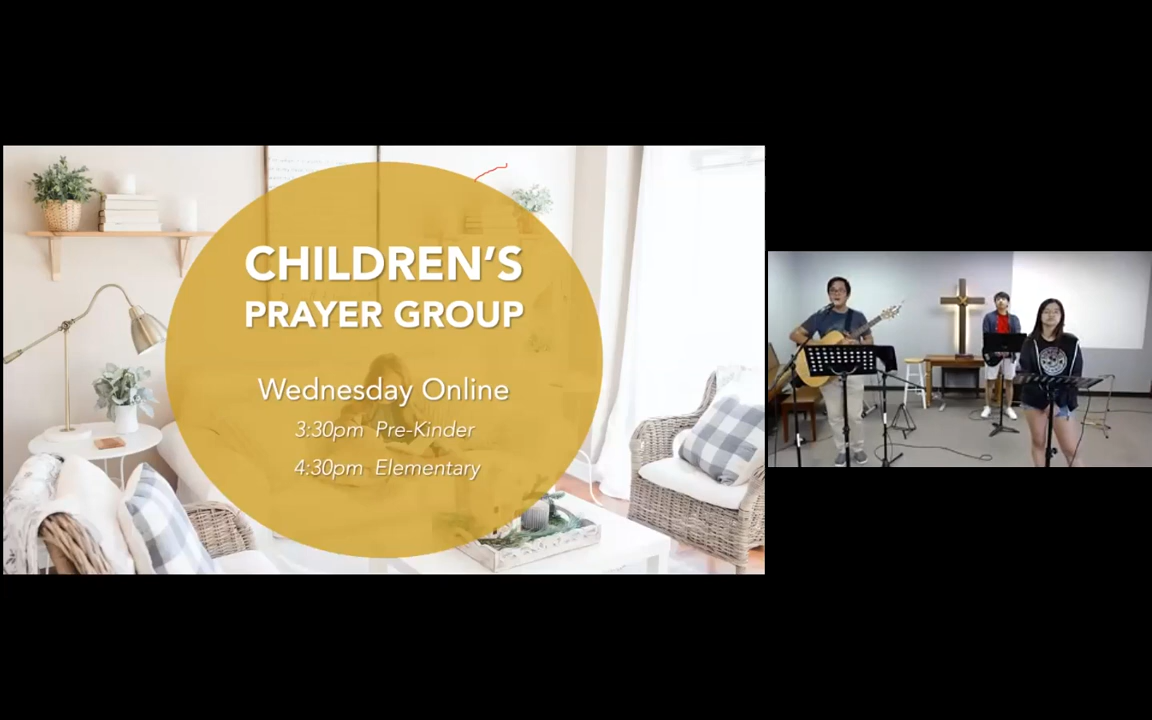 CHILDREN'S
PRAYER GROUP
Wednesday Online
3:30pm Pre-Kinder
4:30pm Elementary